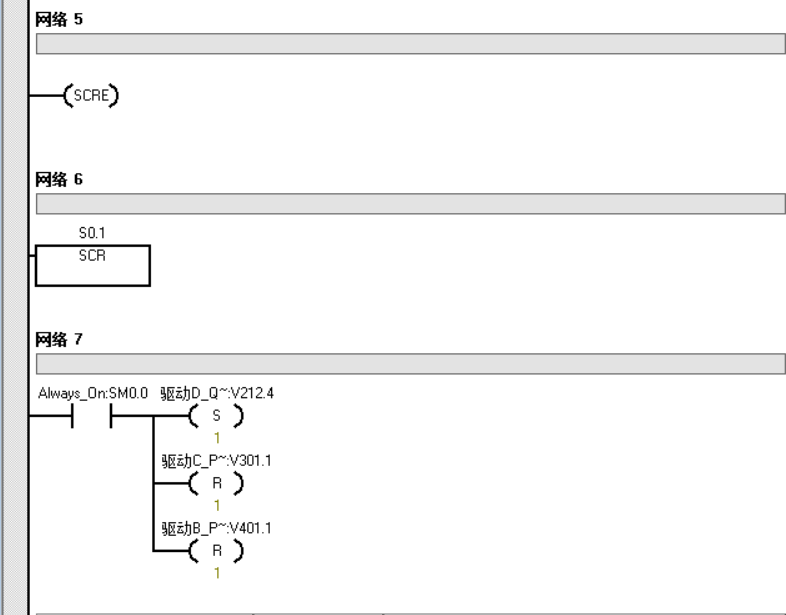 网络 5
SCRE
网络 6
S0.1
SCR
网络 7
Always_On:SM0.0 驱动D_Q~:V212.4
S
1
驱动C_P~:V301.1
R
1
驱动B_P~:V401.1
R
1